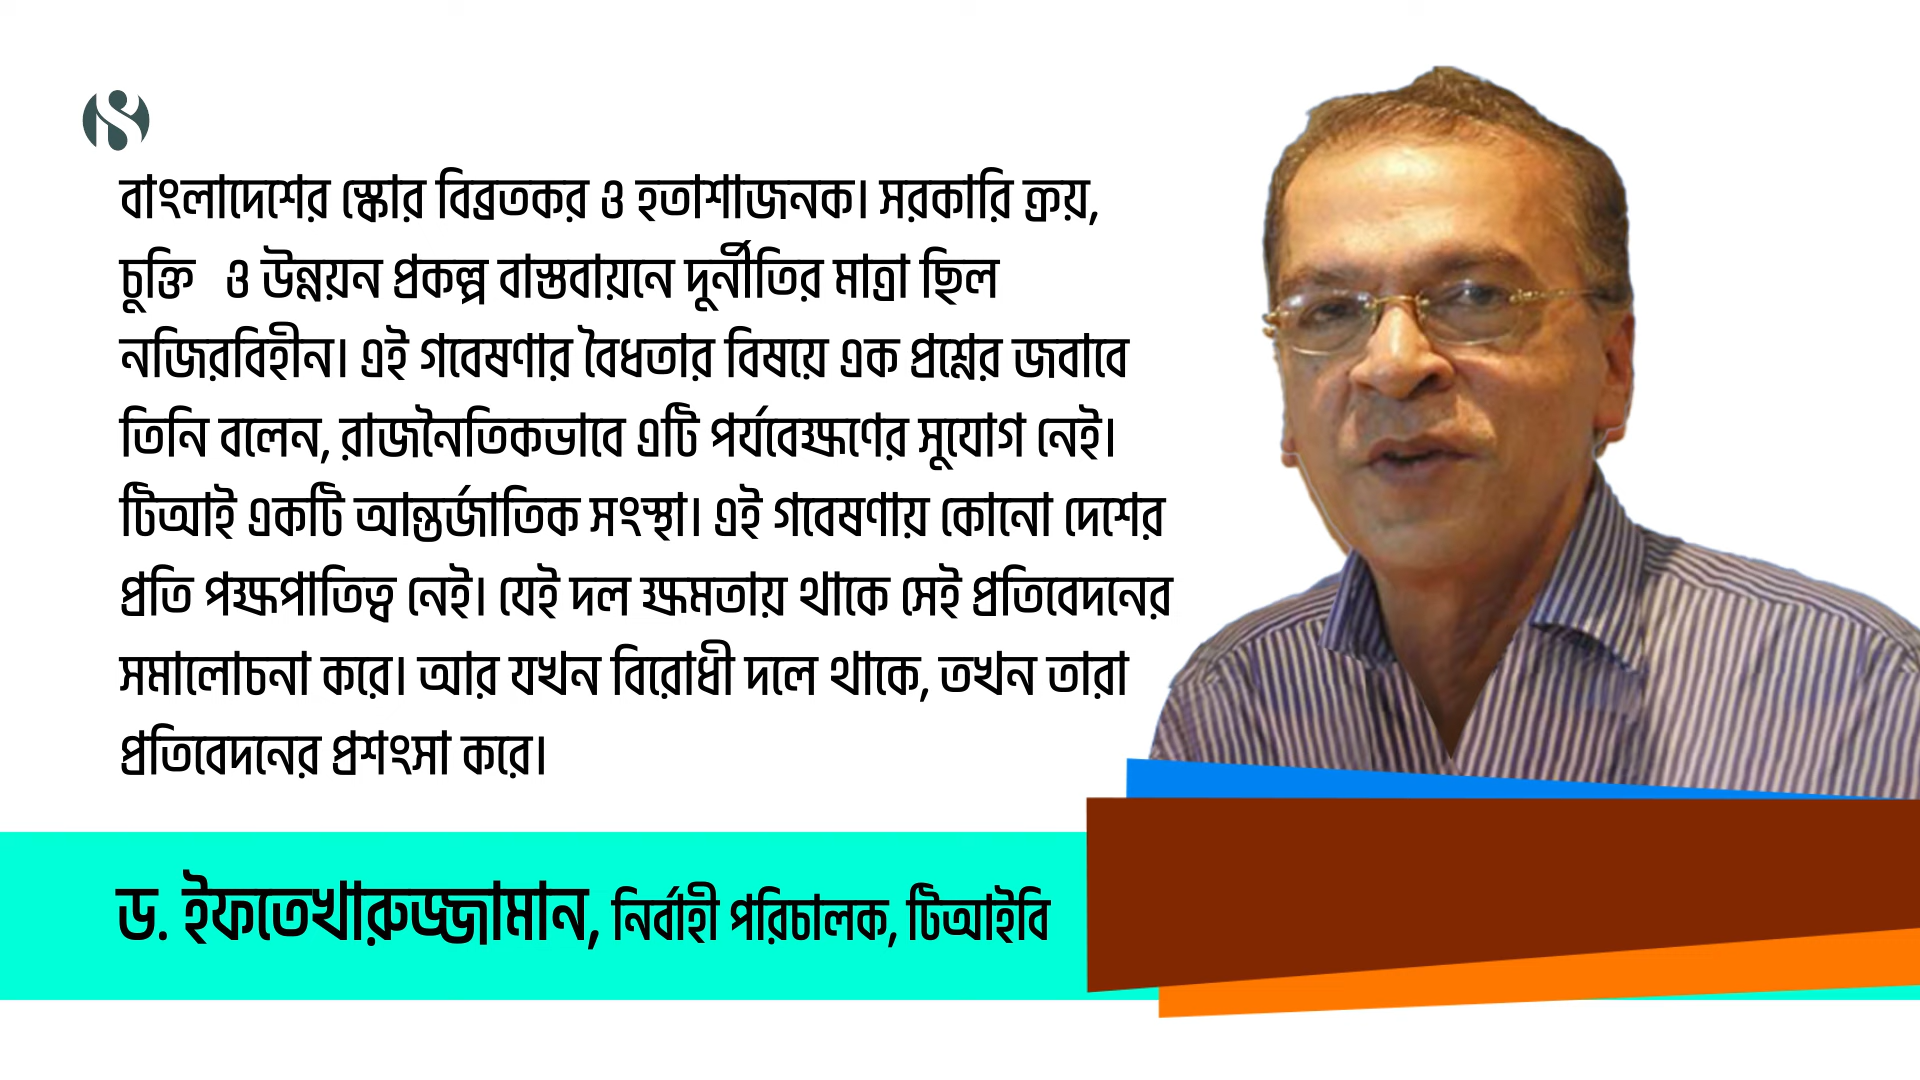 বাংলাদেশের স্কোর বিব্রতকর ও হতাশাজনক। সরকারি ক্রয়,
চুক্তি ও উন্নয়ন প্রকল্প বাস্তবায়নে দুর্নীতির মাত্রা ছিল
নজিরবিহীন। এই গবেষণার বৈধতার বিষয়ে এক প্রশ্নের জবাবে
তিনি বলেন, রাজনৈতিকভাবে এটি পর্যবেক্ষণের সুযোগ নেই।
টিআই একটি আন্তর্জাতিক সংস্থা। এই গবেষণায় কোনো দেশের
প্রতি পক্ষপাতিত্ব নেই। যেই দল ক্ষমতায় থাকে সেই প্রতিবেদনের
সমালোচনা করে। আর যখন বিরোধী দলে থাকে, তখন তারা
প্রতিবেদনের প্রশংসা করে।
ড. ইফতেখারুজ্জামান, নির্বাহী পরিচালক, টিআইবি